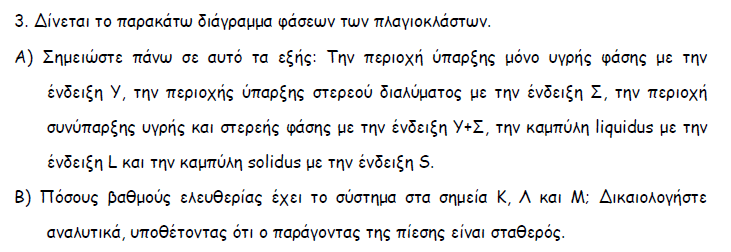 3. Δίνεται το παρακάτω διάγραμμα φάσεων των πλαγιοκλάστων.
Α) Σημειώστε πάνω σε αυτό τα εξής: Την περιοχή ύπαρξης μόνο υγρής φάσης με την
ένδειξη Υ, την περιοχής ύπαρξης στερεού διαλύματος με την ένδειξη Σ, την περιοχή
συνύπαρξης υγρής και στερεής φάσης με την ένδειξη Υ+Σ, την καμπύλη liquidus με την
ένδειξη L και την καμπύλη solidus με την ένδειξη S.
Β) Πόσους βαθμούς ελευθερίας έχει το σύστημα στα σημεία Κ, Λ και Μ; Δικαιολογήστε
αναλυτικά, υποθέτοντας ότι ο παράγοντας της πίεσης είναι σταθερός.